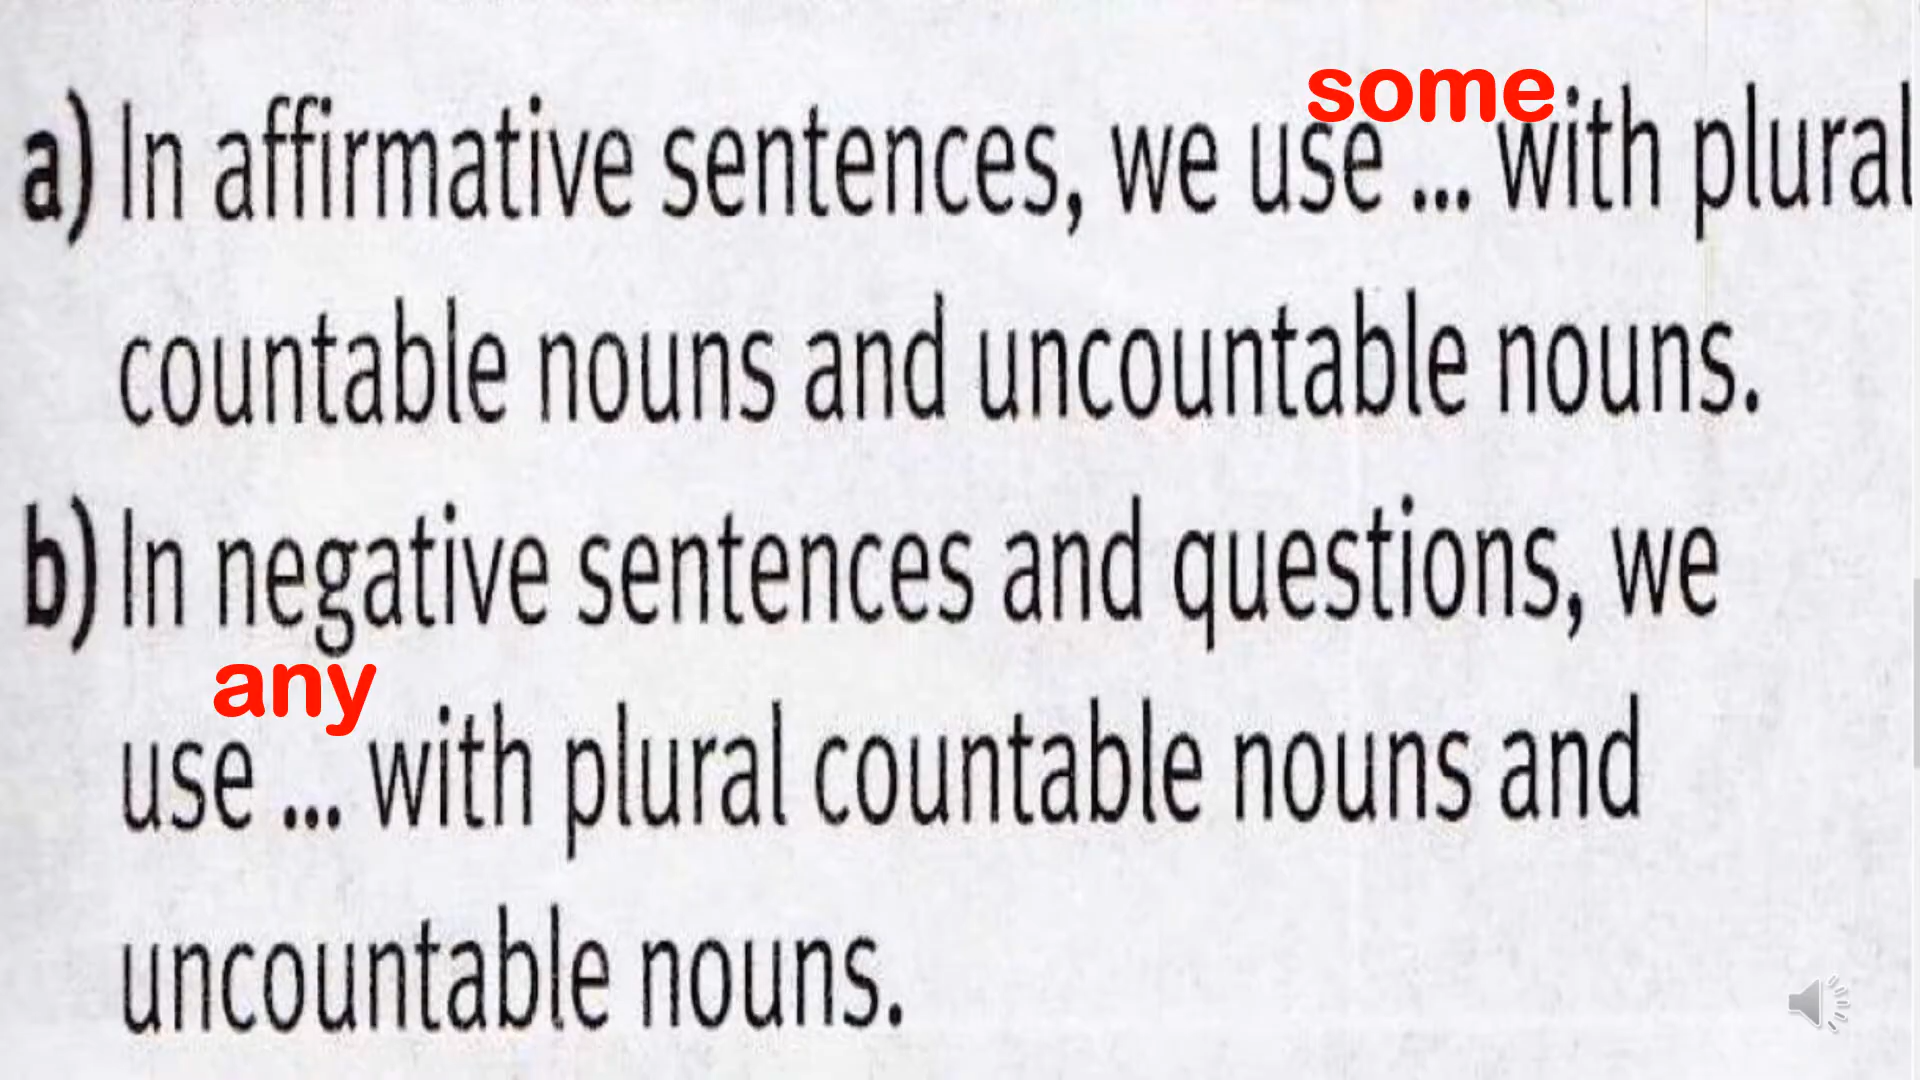 some
a) In affirmative sentences, we use ... with plural
countable nouns and uncountable nouns.
b) In negative sentences and questions, we
any
use ... with plural countable nouns and
uncountable nouns.